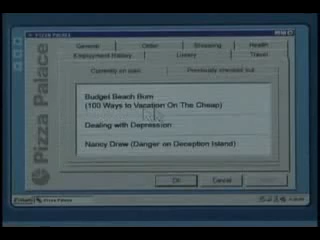 PIZZA PALACE
General
Order
Shopping
Health
Employment History
Library
Travel
Currently on loan
Previously checked out
Pizza Palace
Budget Beach Bum
(100 Ways to Vacation On The Cheap)
Dealing with Depression
Nancy Drew (Danger on Deception Island)
OK
Cancel
Pizza Palace